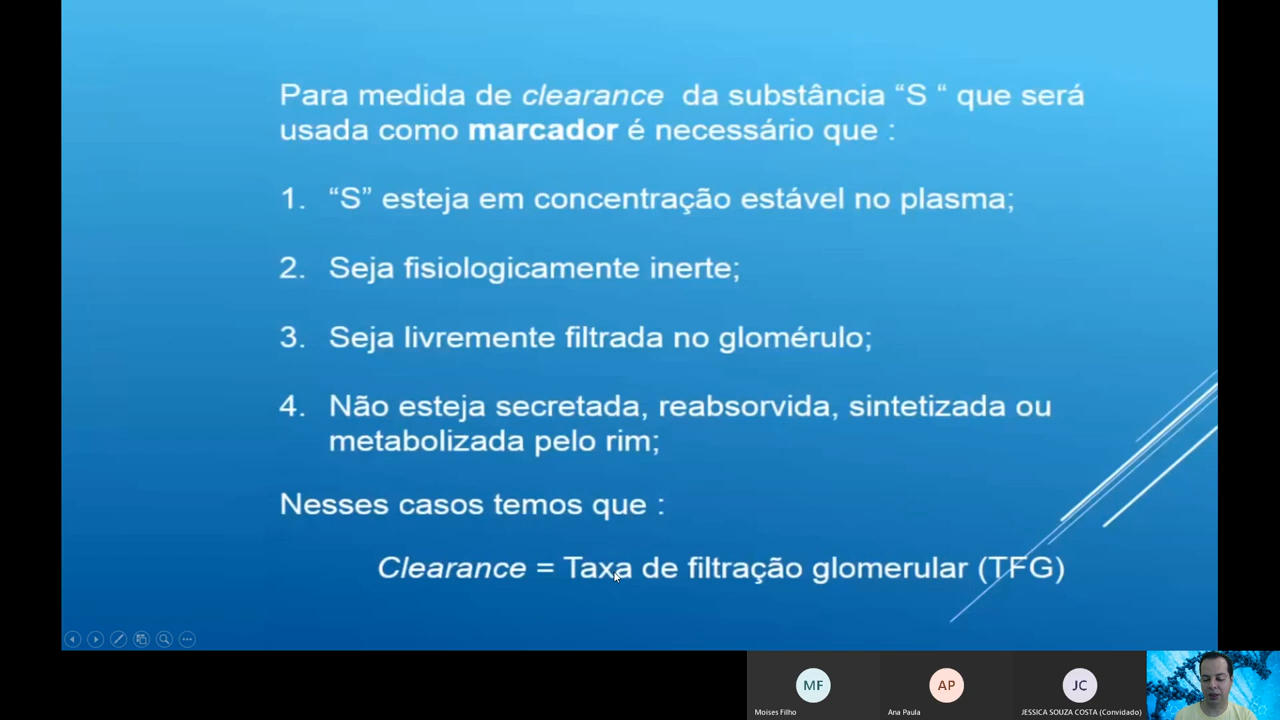 Para medida de clearance da substância “S “ que será
usada como marcador é necessário que :
1. “S” esteja em concentração estável no plasma;
2. Seja fisiologicamente inerte;
3. Seja livremente filtrada no glomérulo;
4. Não esteja secretada, reabsorvida, sintetizada ou
metabolizada pelo rim;
Nesses casos temos que :
Clearance = Taxa de filtração glomerular (TFG)
MF
AP
JC
Moises Filho
Ana Paula
JESSICA SOUZA COSTA (Convidado)